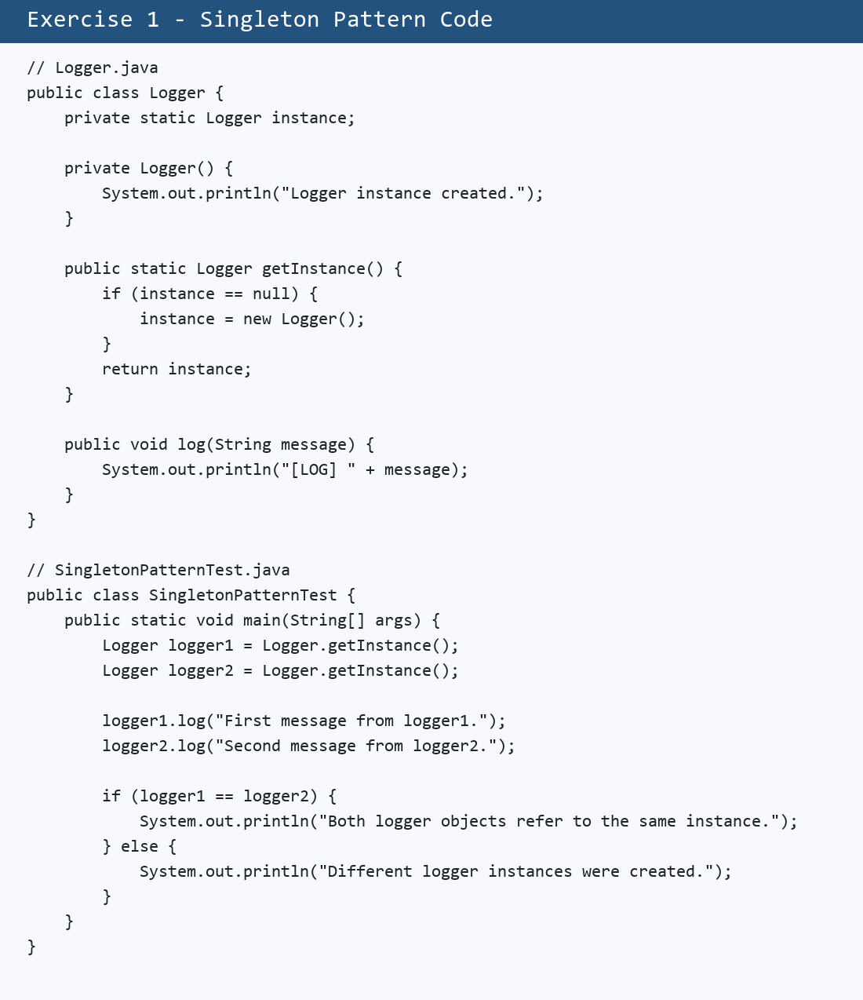 Exercise 1 - Singleton Pattern Code
// Logger.java
public class Logger {
    private static Logger instance;

    private Logger() {
        System.out.println("Logger instance created.");
    }

    public static Logger getInstance() {
        if (instance == null) {
            instance = new Logger();
        }
        return instance;
    }

    public void log(String message) {
        System.out.println("[LOG] " + message);
    }
}

// SingletonPatternTest.java
public class SingletonPatternTest {
    public static void main(String[] args) {
        Logger logger1 = Logger.getInstance();
        Logger logger2 = Logger.getInstance();

        logger1.log("First message from logger1.");
        logger2.log("Second message from logger2.");

        if (logger1 == logger2) {
            System.out.println("Both logger objects refer to the same instance.");
        } else {
            System.out.println("Different logger instances were created.");
        }
    }
}